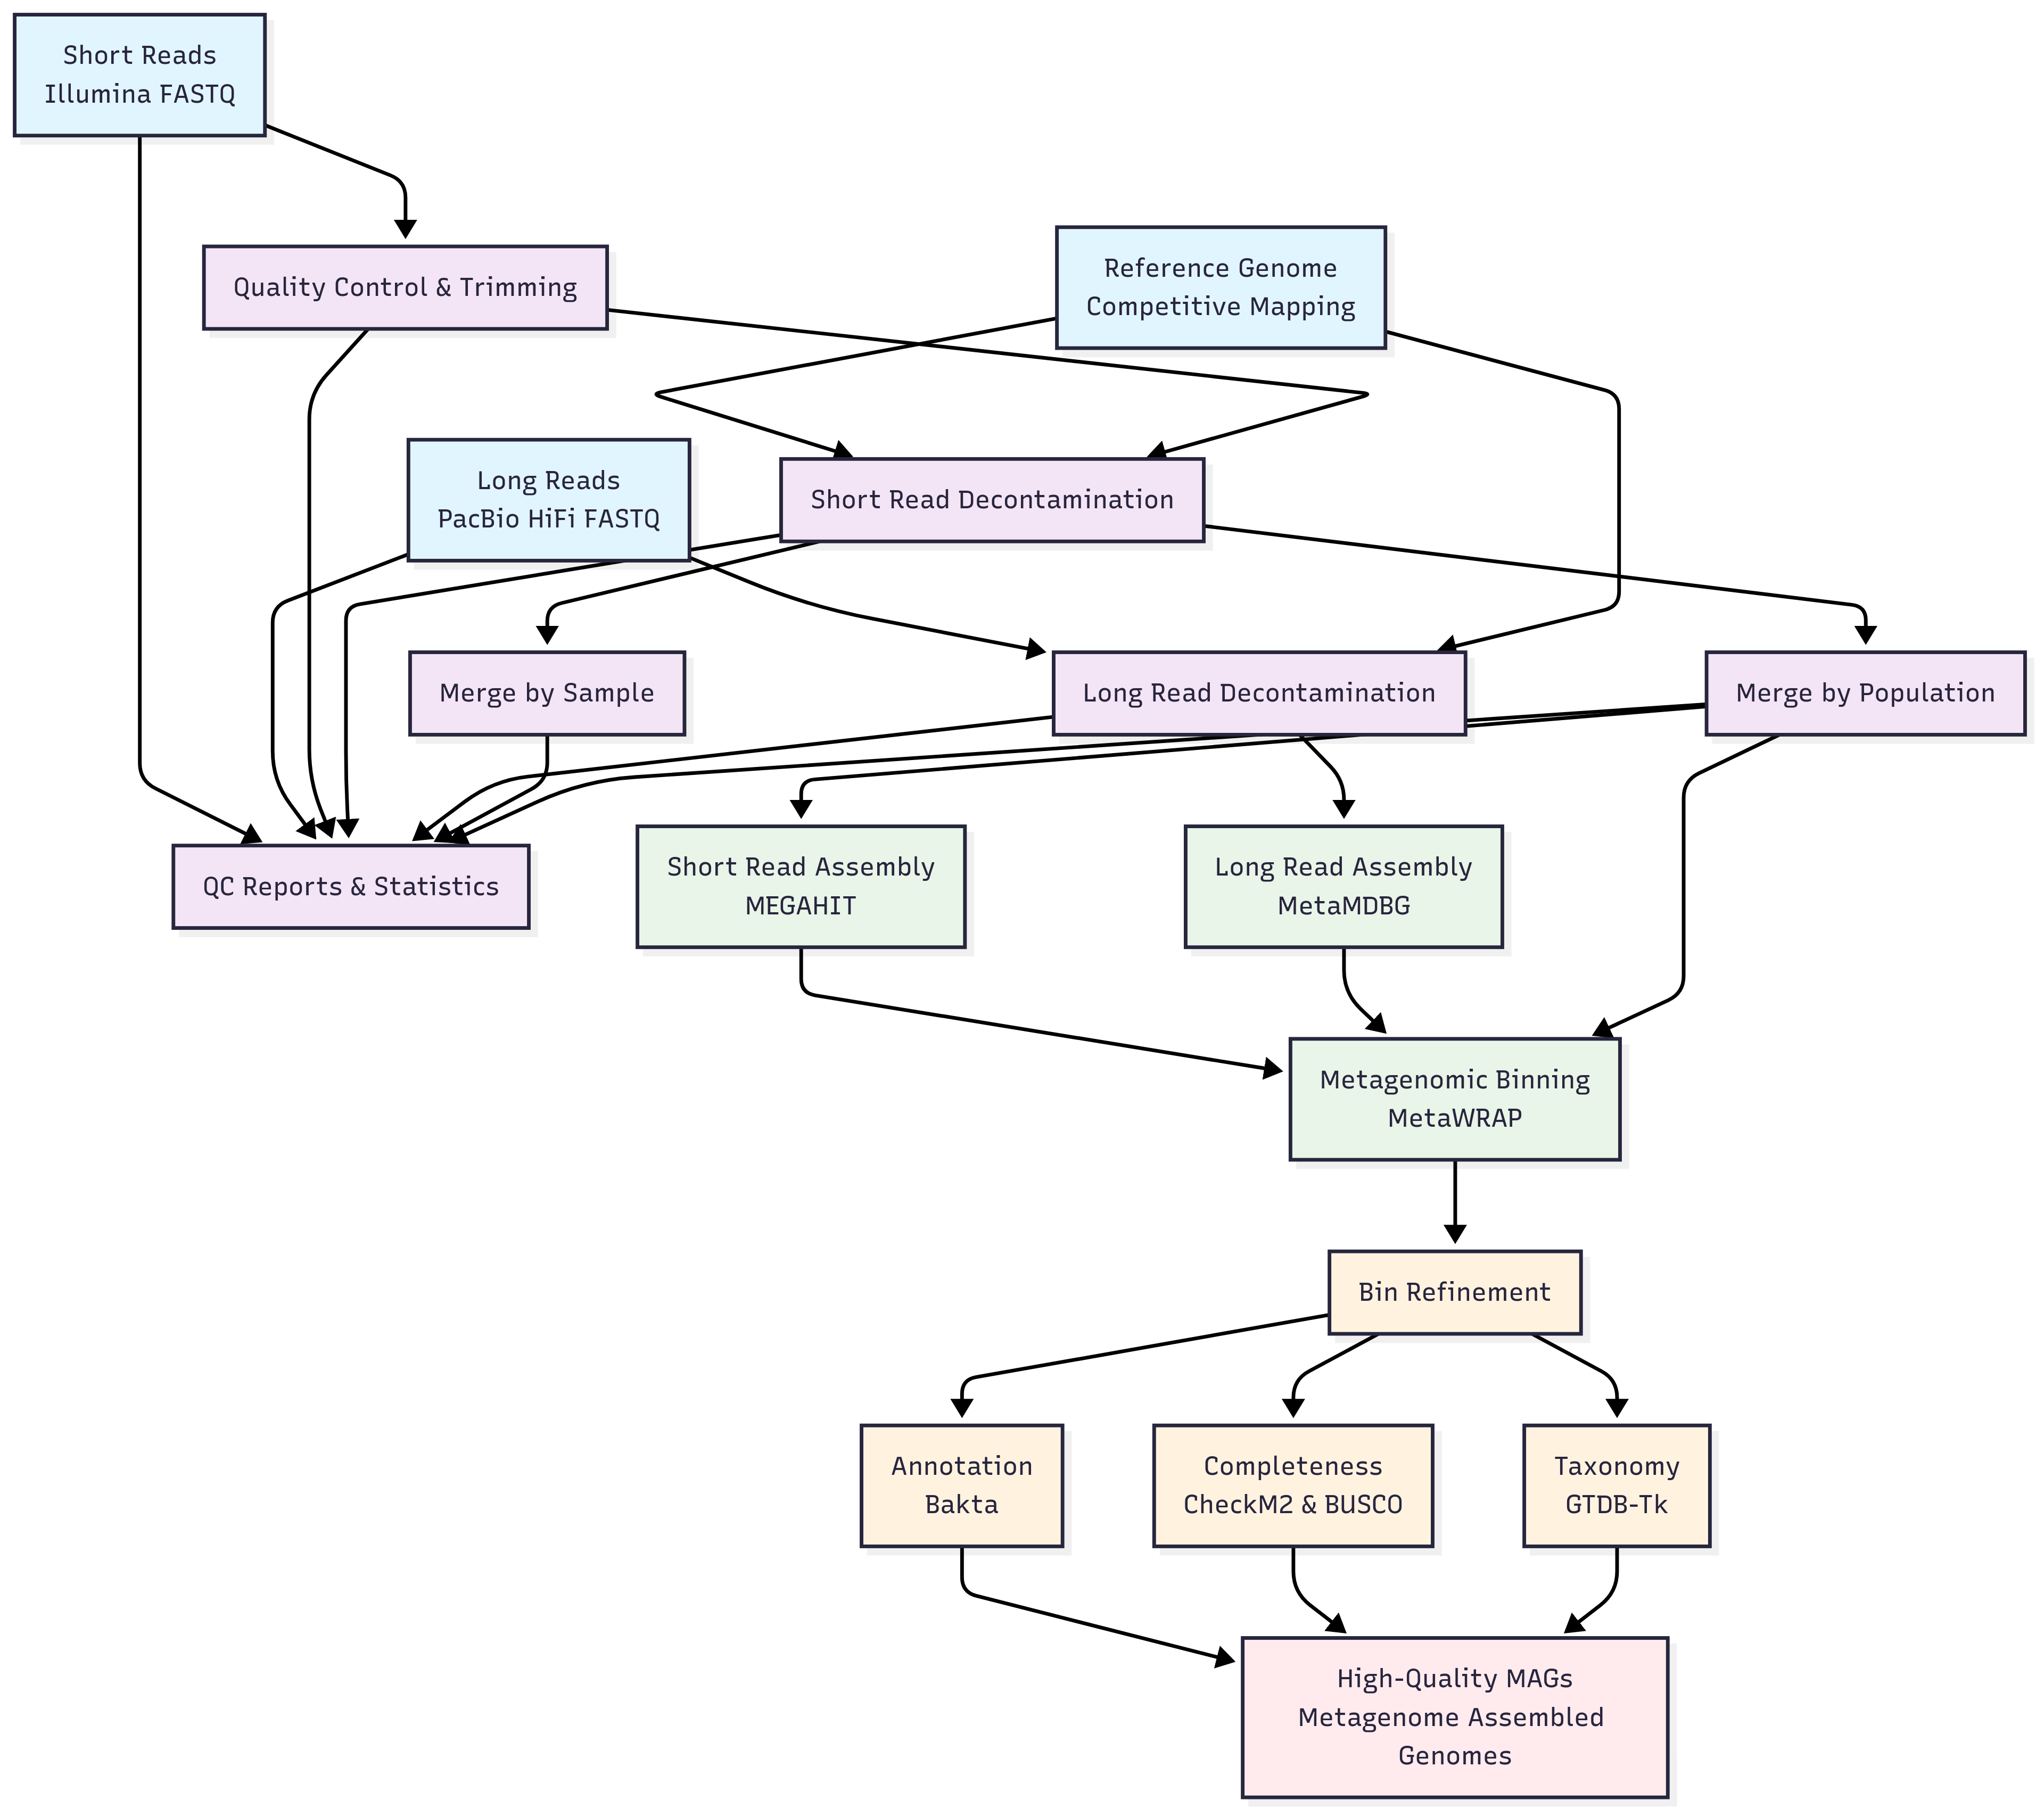 Short Reads
Illumina FASTQ
Quality Control & Trimming
Reference Genome
Competitive Mapping
Long Reads
PacBio HiFi FASTQ
Short Read Decontamination
Merge by Sample
Long Read Decontamination
Merge by Population
QC Reports & Statistics
Short Read Assembly
MEGAHIT
Long Read Assembly
MetaMDBG
Metagenomic Binning
MetaWRAP
Bin Refinement
Annotation
Bakta
Completeness
CheckM2 & BUSCO
Taxonomy
GTDB-Tk
High-Quality MAGs
Metagenome Assembled
Genomes